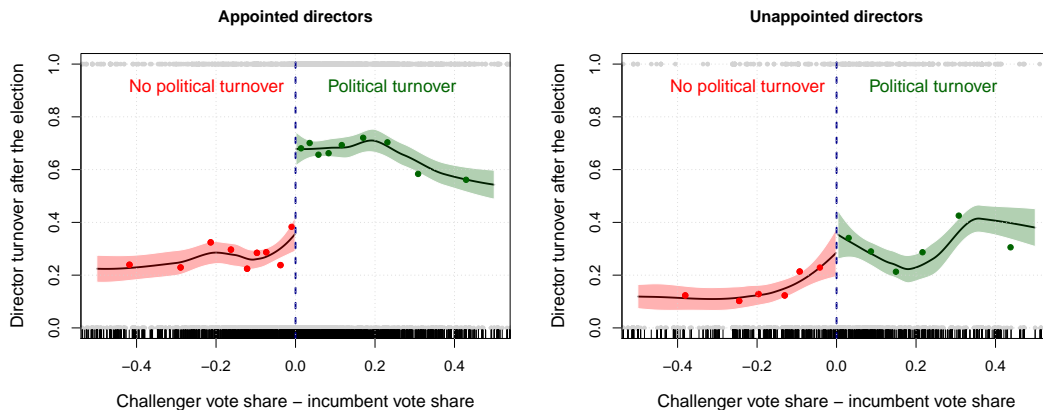 Appointed directors
Director turnover after the election
1.0
0.8
0.6
0.4
0.2
0.0
No political turnover
Political turnover
−0.4
−0.2
0.0
0.2
0.4
Challenger vote share − incumbent vote share
Unappointed directors
Director turnover after the election
1.0
0.8
0.6
0.4
0.2
0.0
No political turnover
Political turnover
−0.4
−0.2
0.0
0.2
0.4
Challenger vote share − incumbent vote share